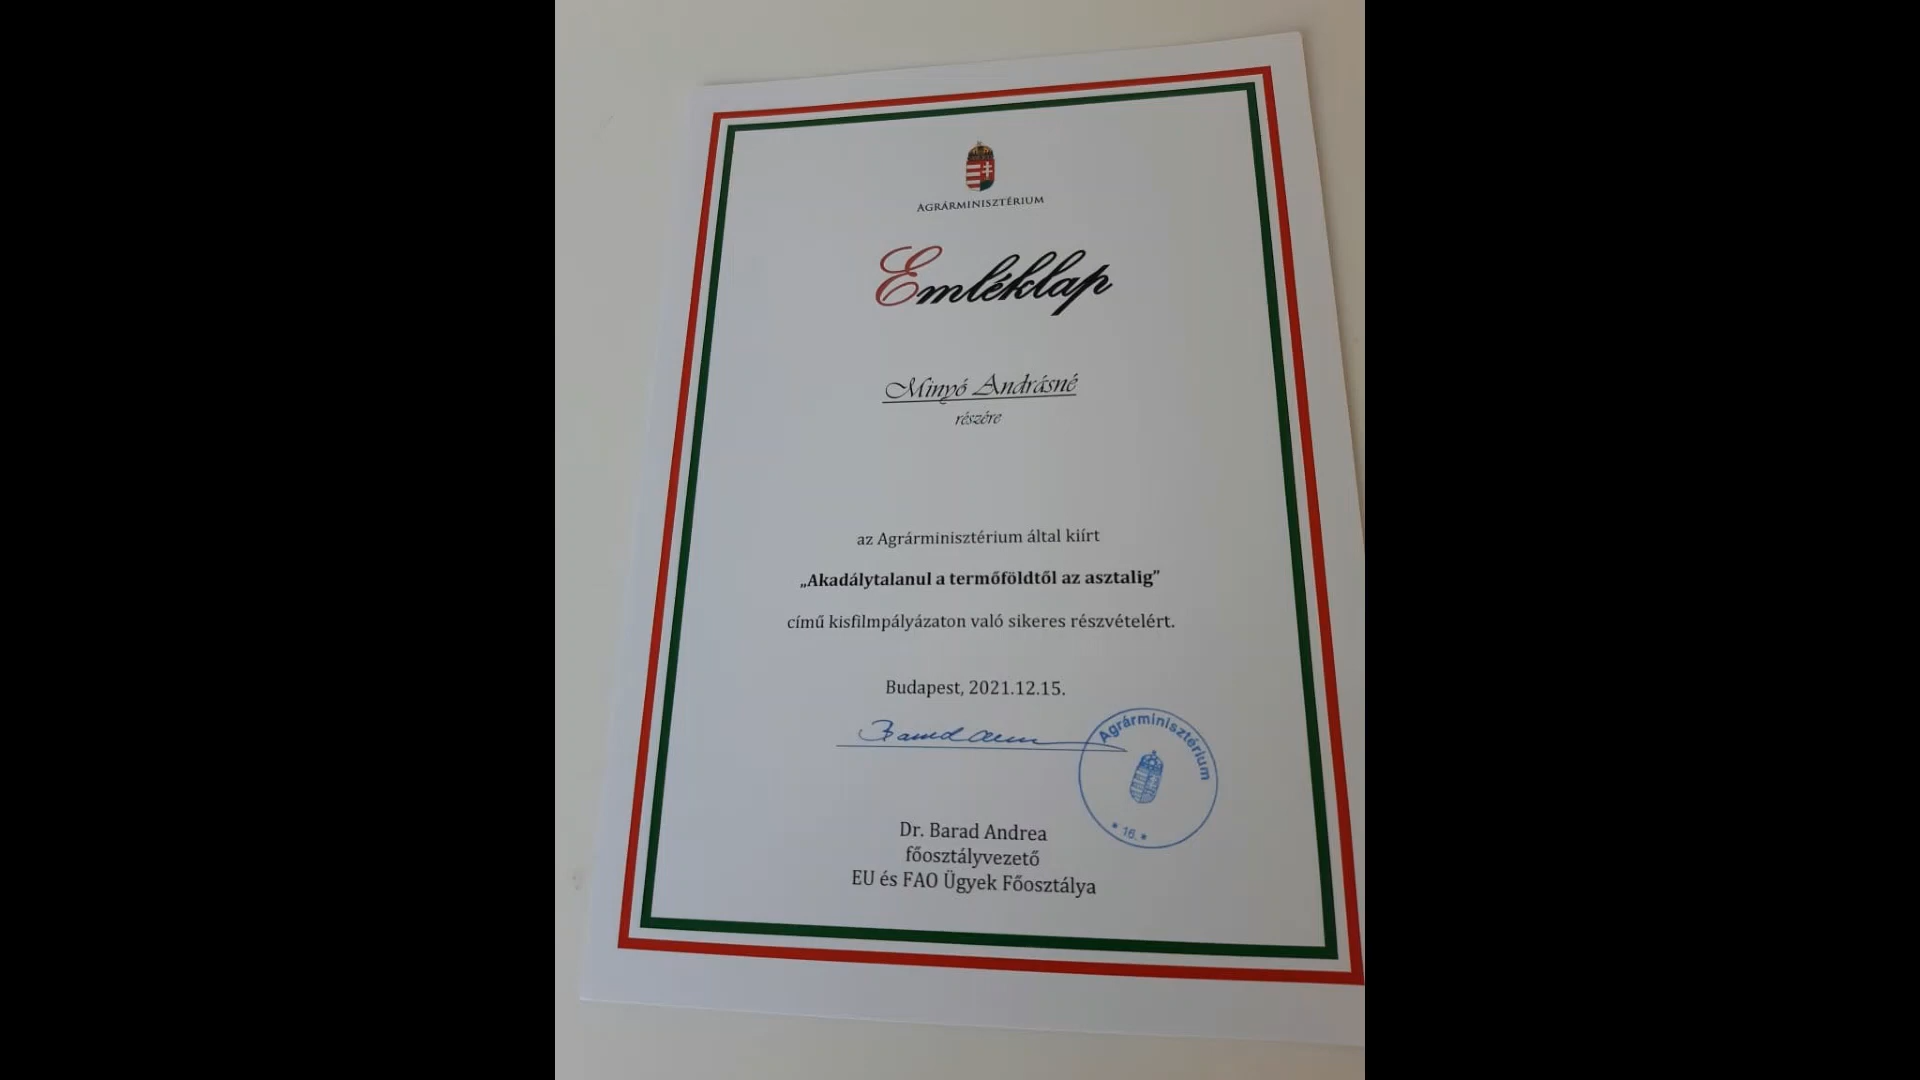 AGRÁRMINISZTÉRIUM
Emléklap
Minyó Andrásné
részére
az Agrárminisztérium által kiírt
„Akadálytalanul a termőföldtől az asztalig”
című kisfilmpályázaton való sikeres részvételért.
Budapest, 2021.12.15.
Agrárminisztérium
* 16. *
Dr. Barad Andrea
főosztályvezető
EU és FAO Ügyek Főosztálya